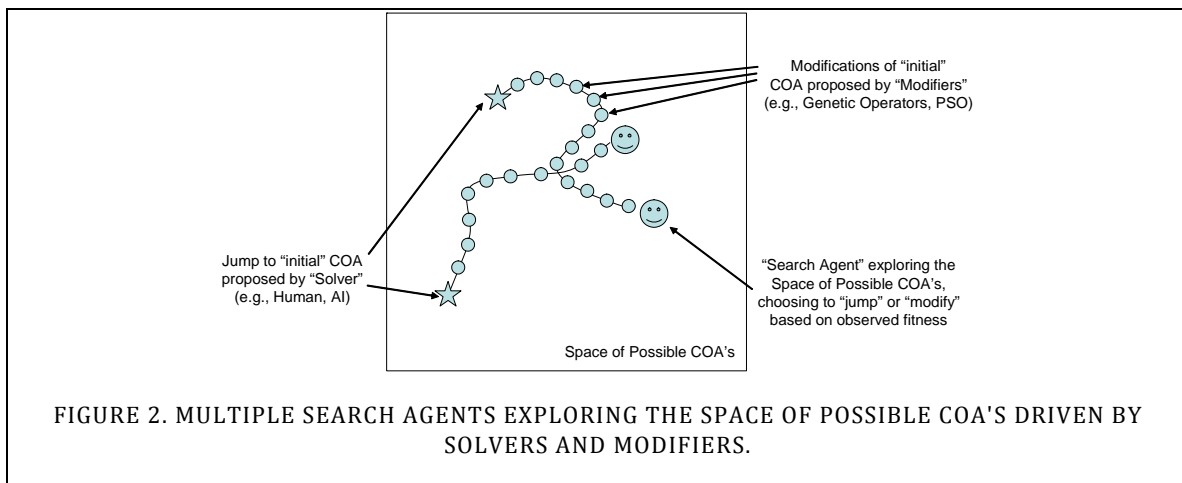 Modifications of “initial”
COA proposed by “Modifiers”
(e.g., Genetic Operators, PSO)
Jump to “initial” COA
proposed by “Solver”
(e.g., Human, AI)
“Search Agent” exploring the
Space of Possible COA's,
choosing to “jump” or “modify”
based on observed fitness
Space of Possible COA's
FIGURE 2. MULTIPLE SEARCH AGENTS EXPLORING THE SPACE OF POSSIBLE COA'S DRIVEN BY
SOLVERS AND MODIFIERS.